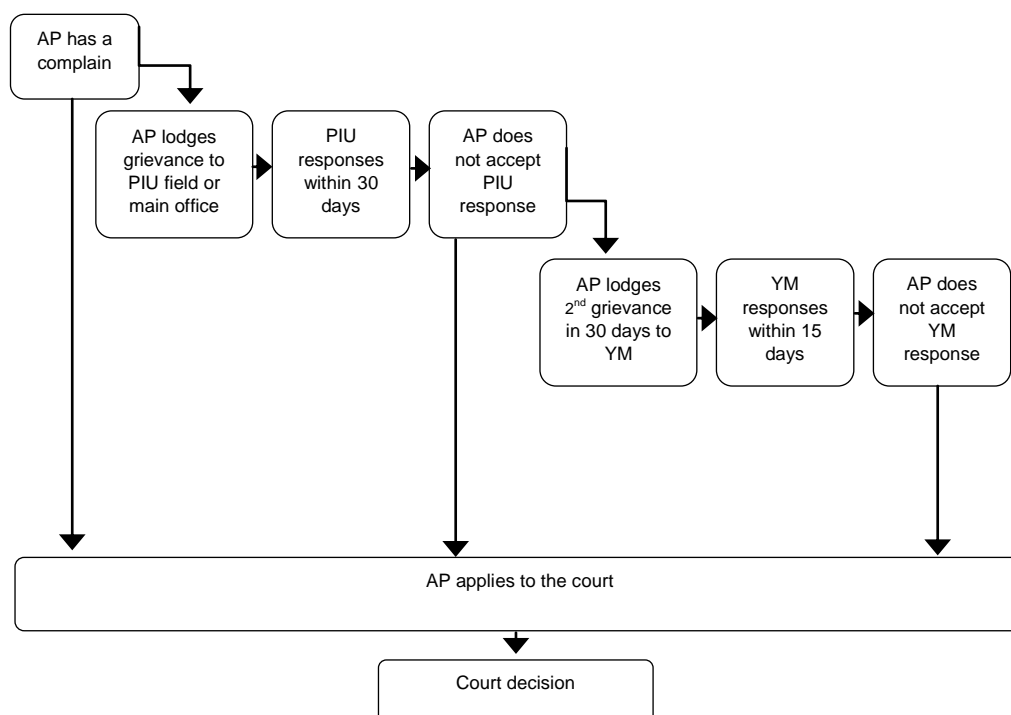 AP has a
complain
AP lodges
grievance to
PIU field or
main office
PIU
responses
within 30
days
AP does
not accept
PIU
response
AP lodges
2nd grievance
in 30 days to
YM
YM
responses
within 15
days
AP does
not accept
YM
response
AP applies to the court
Court decision